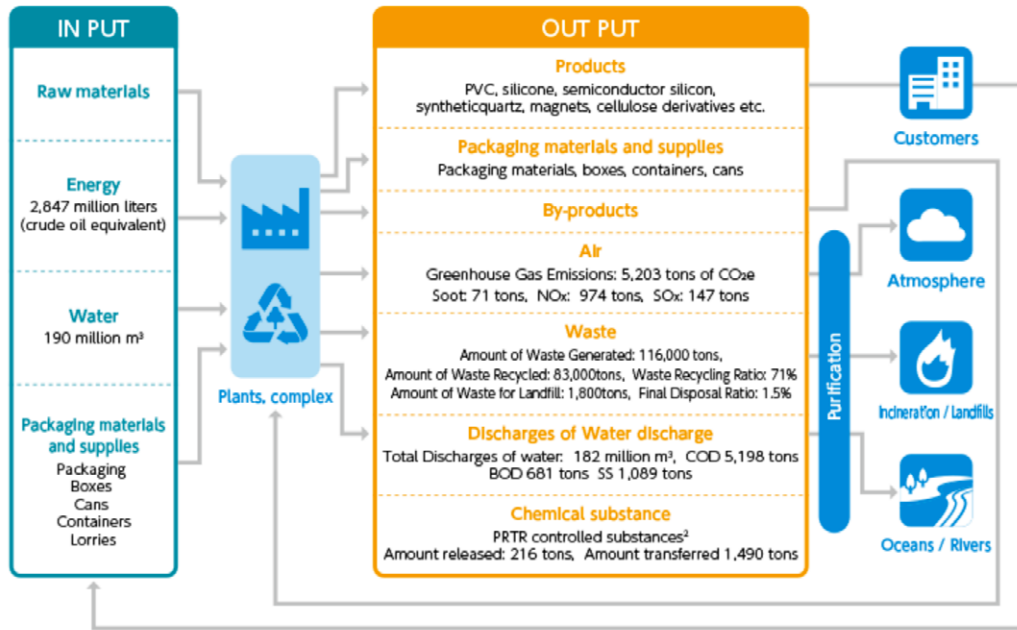 IN PUT
Raw materials
Energy
2,847 million liters
(crude oil equivalent)
Water
190 million m³
Packaging materials
and supplies
Packaging
Boxes
Cans
Containers
Lorries
Plants, complex
OUT PUT
Products
PVC, silicone, semiconductor silicon,
syntheticquartz, magnets, cellulose derivatives etc.
Packaging materials and supplies
Packaging materials, boxes, containers, cans
By-products
Air
Greenhouse Gas Emissions: 5,203 tons of CO₂e
Soot: 71 tons, NOx: 974 tons, SOx: 147 tons
Waste
Amount of Waste Generated: 116,000 tons,
Amount of Waste Recycled: 83,000tons, Waste Recycling Ratio: 71%
Amount of Waste for Landfill: 1,800tons, Final Disposal Ratio: 1.5%
Discharges of Water discharge
Total Discharges of water: 182 million m³, COD 5,198 tons
BOD 681 tons SS 1,089 tons
Chemical substance
PRTR controlled substances²
Amount released: 216 tons, Amount transferred 1,490 tons
Purification
Customers
Atmosphere
Incineration / Landfills
Oceans / Rivers